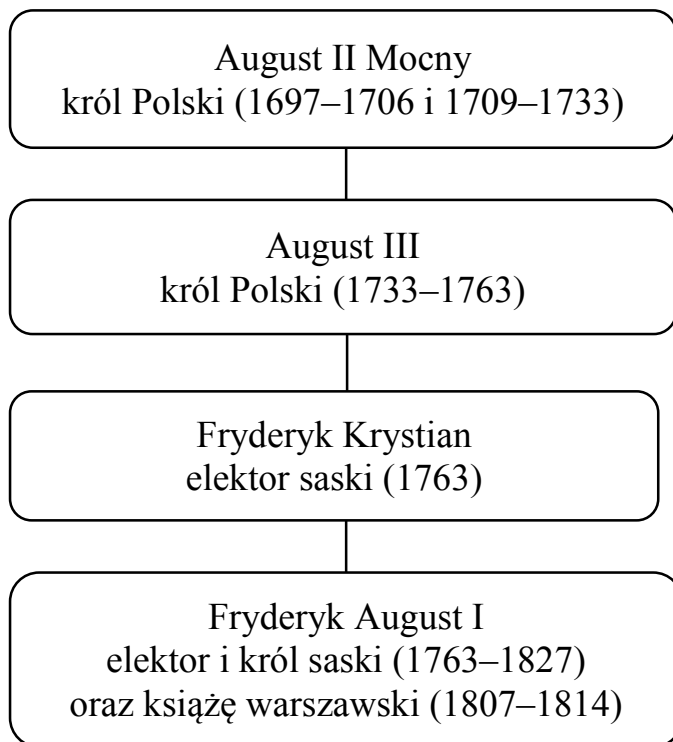 August II Mocny
król Polski (1697–1706 i 1709–1733)
August III
król Polski (1733–1763)
Fryderyk Krystian
elektor saski (1763)
Fryderyk August I
elektor i król saski (1763–1827)
oraz książę warszawski (1807–1814)